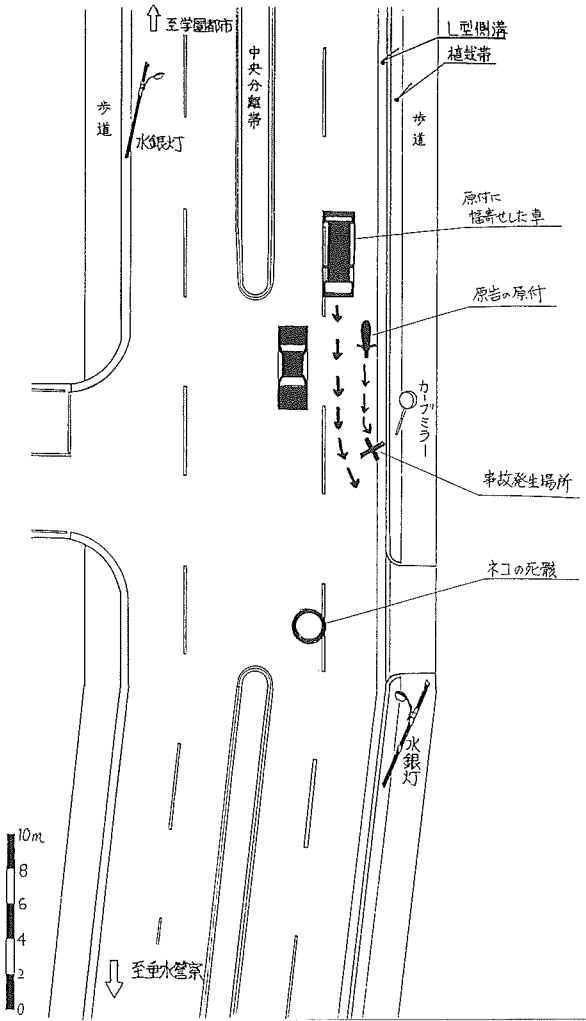 至学園都市
L型側溝
植栽帯
中央分離帯
歩道
歩道
水銀灯
原付に
幅寄せした車
原告の原付
カーブミラー
事故発生場所
ネコの死骸
水銀灯
10m
8
6
4
2
0
至垂水警察